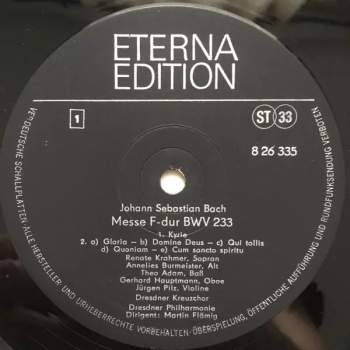 ETERNA
EDITION
1
ST 33
8 26 335
Johann Sebastian Bach
Messe F-dur BWV 233
1. Kyrie
2. a) Gloria – b) Domine Deus – c) Qui tollis
d) Quoniam – e) Cum sancto spiritu
Renate Krahmer, Sopran
Annelies Burmeister, Alt
Theo Adam, Baß
Gerhard Hauptmann, Oboe
Jürgen Pilz, Violine
Dresdner Kreuzchor
Dresdner Philharmonie
Dirigent: Martin Flämig
VEB DEUTSCHE SCHALLPLATTEN · ALLE HERSTELLER- UND URHEBERRECHTE VORBEHALTEN · ÜBERSPIELUNG, ÖFFENTLICHE AUFFÜHRUNG UND RUNDFUNKSENDUNG VERBOTEN